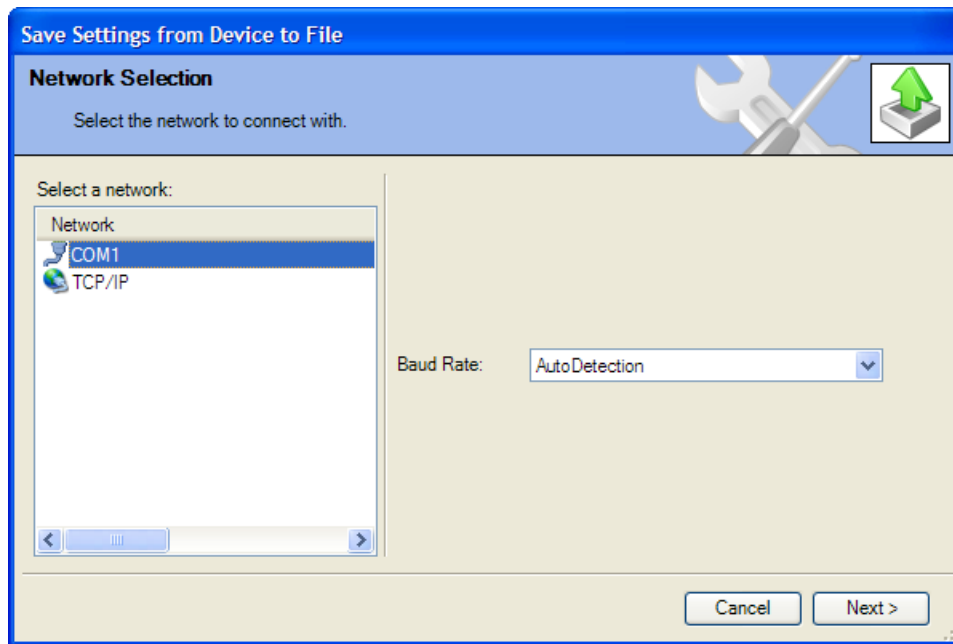 Save Settings from Device to File
Network Selection
Select the network to connect with.
Select a network:
Network
COM1
TCP/IP
Baud Rate:
AutoDetection
Cancel
Next >